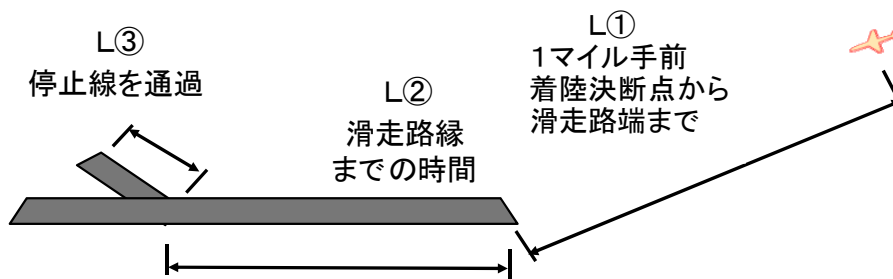 L③
停止線を通過
L②
滑走路縁
までの時間
L①
1マイル手前
着陸決断点から
滑走路端まで